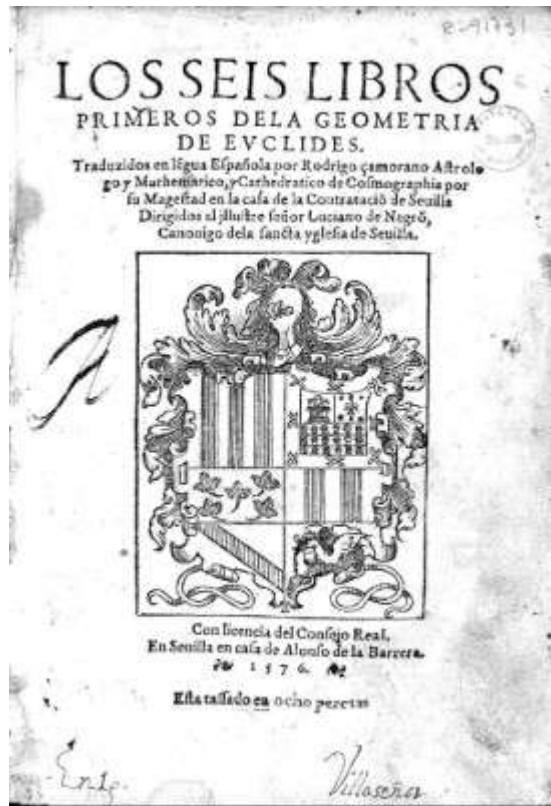 R-91751
LOS SEIS LIBROS
PRIMEROS DELA GEOMETRIA
DE EVCLIDES.
Traduzidos en lẽgua Española por Rodrigo çamorano Astrolo
go y Mathematico, y Cathedratico de Cosmographia por
su Magestad en la casa de la Contratació de Seuilla
Dirigidos al jllustre señor Luciano de Negrõ,
Canonigo dela sancta yglesia de Seuilla.
Con licencia del Consejo Real.
En Seuilla en casa de Alonso de la Barrera.
1576.
Esta tassado en ocho
Villaseñor